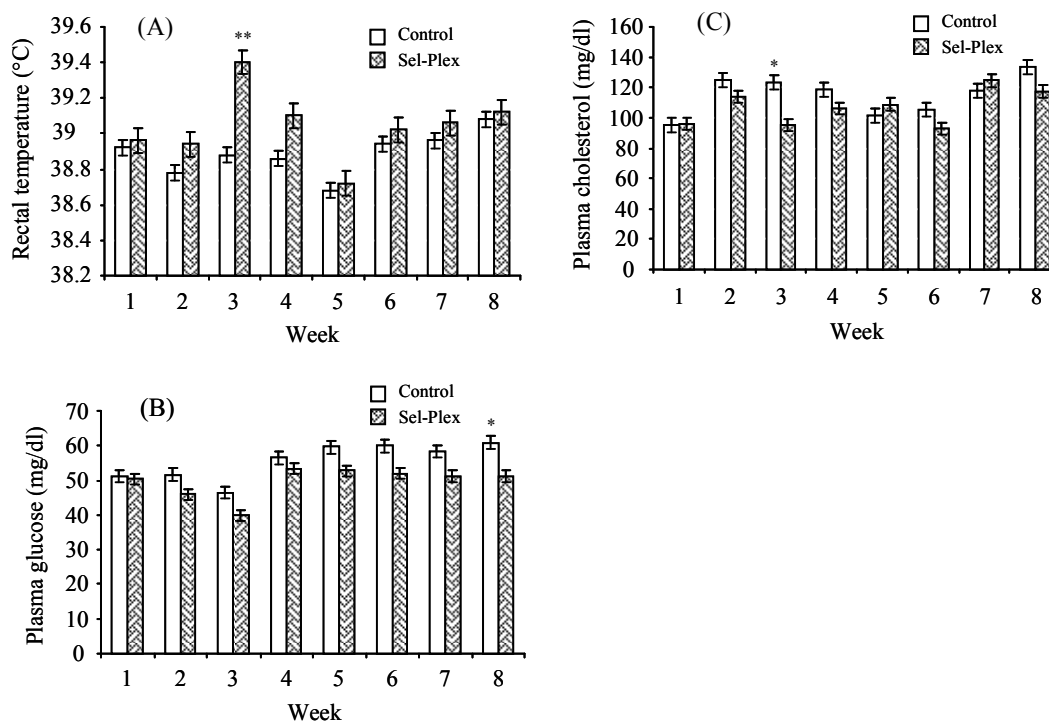 (A)
Control
Sel-Plex
Rectal temperature (°C)
39.6
39.4
39.2
39
38.8
38.6
38.4
38.2
**
1 2 3 4 5 6 7 8
Week
(C)
Control
Sel-Plex
Plasma cholesterol (mg/dl)
160
140
120
100
80
60
40
20
0
*
1 2 3 4 5 6 7 8
Week
(B)
Control
Sel-Plex
Plasma glucose (mg/dl)
70
60
50
40
30
20
10
0
*
1 2 3 4 5 6 7 8
Week